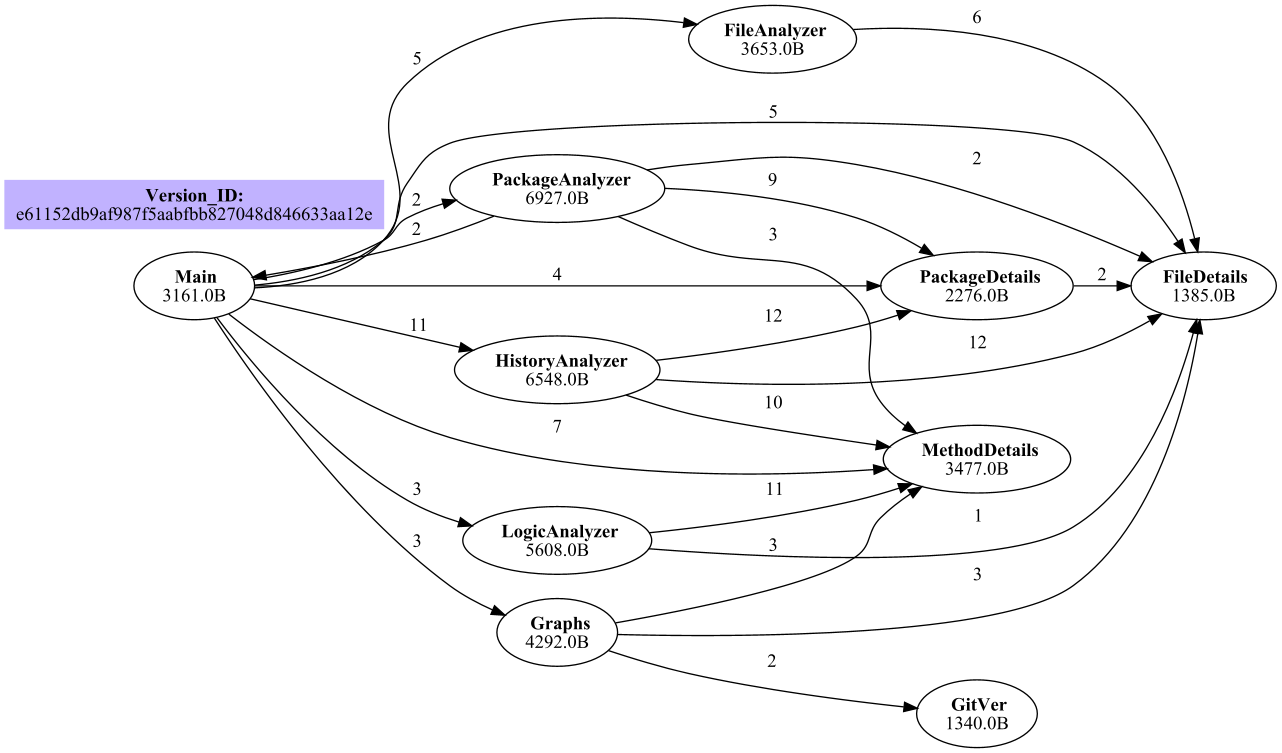 FileAnalyzer
3653.0B
6
5
5
Version_ID:
e61152db9af987f5aabfbb827048d846633aa12e
PackageAnalyzer
6927.0B
2
9
2
2
3
Main
3161.0B
4
PackageDetails
2276.0B
2
FileDetails
1385.0B
11
12
12
HistoryAnalyzer
6548.0B
10
7
MethodDetails
3477.0B
3
11
LogicAnalyzer
5608.0B
1
3
3
3
Graphs
4292.0B
2
GitVer
1340.0B